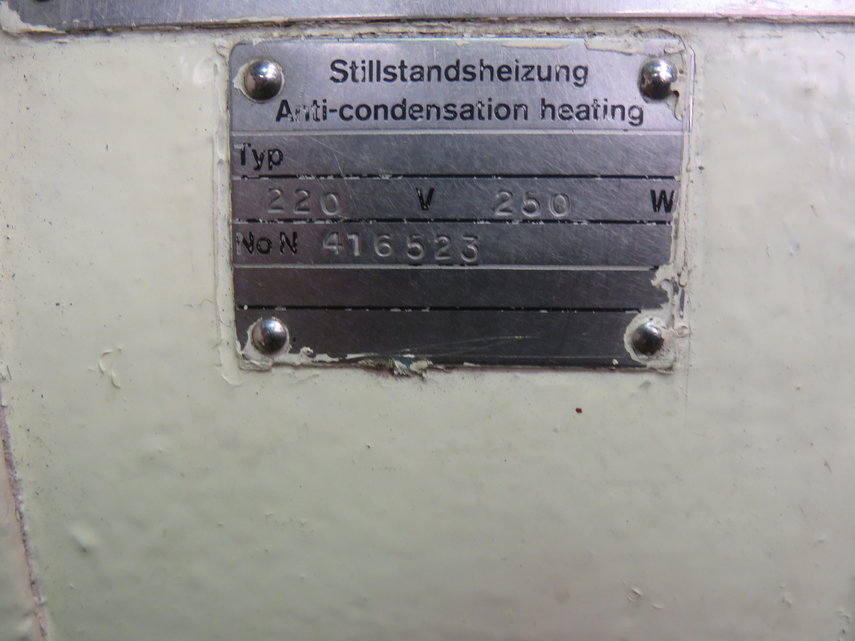 Stillstandsheizung
Anti-condensation heating
Typ
220 V 250 W
No N 416523